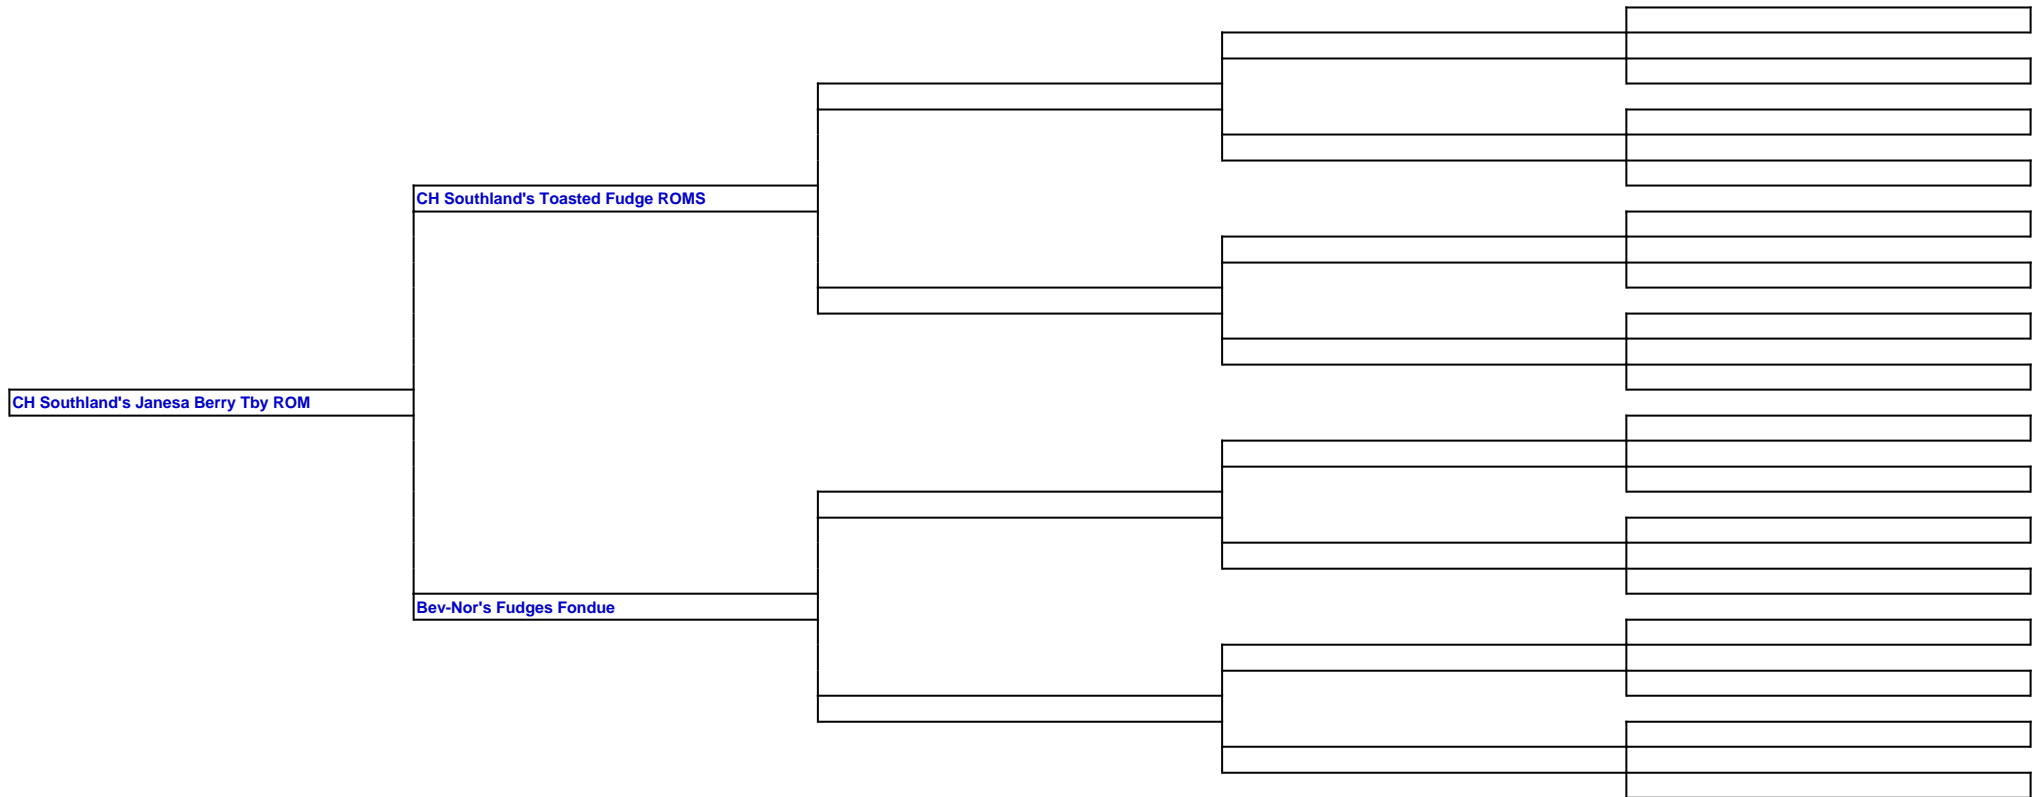 CH Southland's Toasted Fudge ROMS
CH Southland's Janesa Berry Tby ROM
Bev-Nor's Fudges Fondue